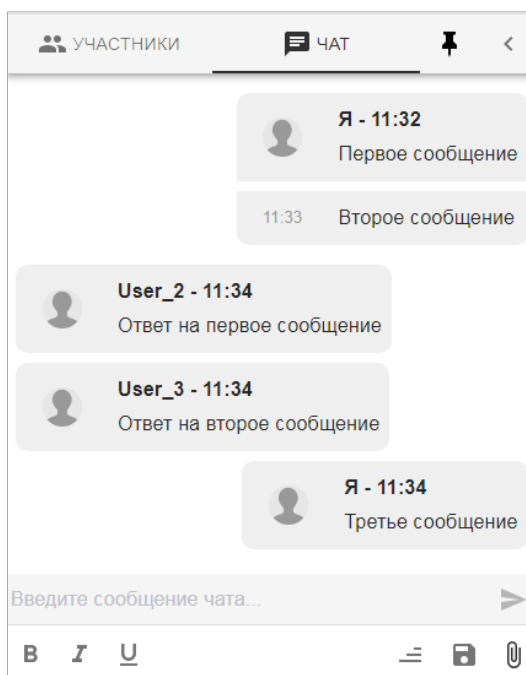 УЧАСТНИКИ ЧАТ
Я - 11:32
Первое сообщение
11:33 Второе сообщение
User_2 - 11:34
Ответ на первое сообщение
User_3 - 11:34
Ответ на второе сообщение
Я - 11:34
Третье сообщение
Введите сообщение чата...
B I U